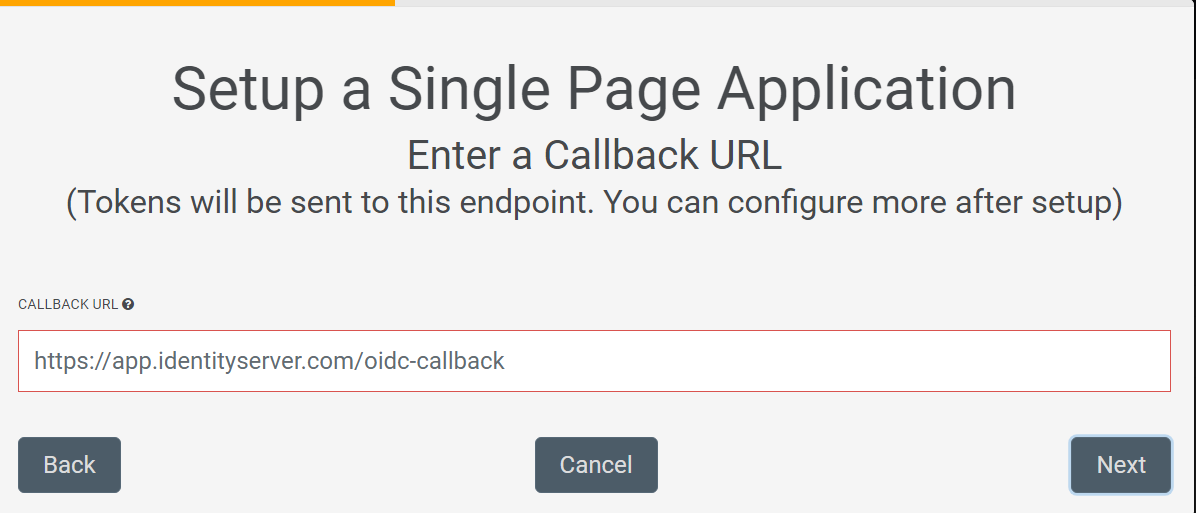 Setup a Single Page Application
Enter a Callback URL
(Tokens will be sent to this endpoint. You can configure more after setup)
CALLBACK URL
https://app.identityserver.com/oidc-callback
Back
Cancel
Next